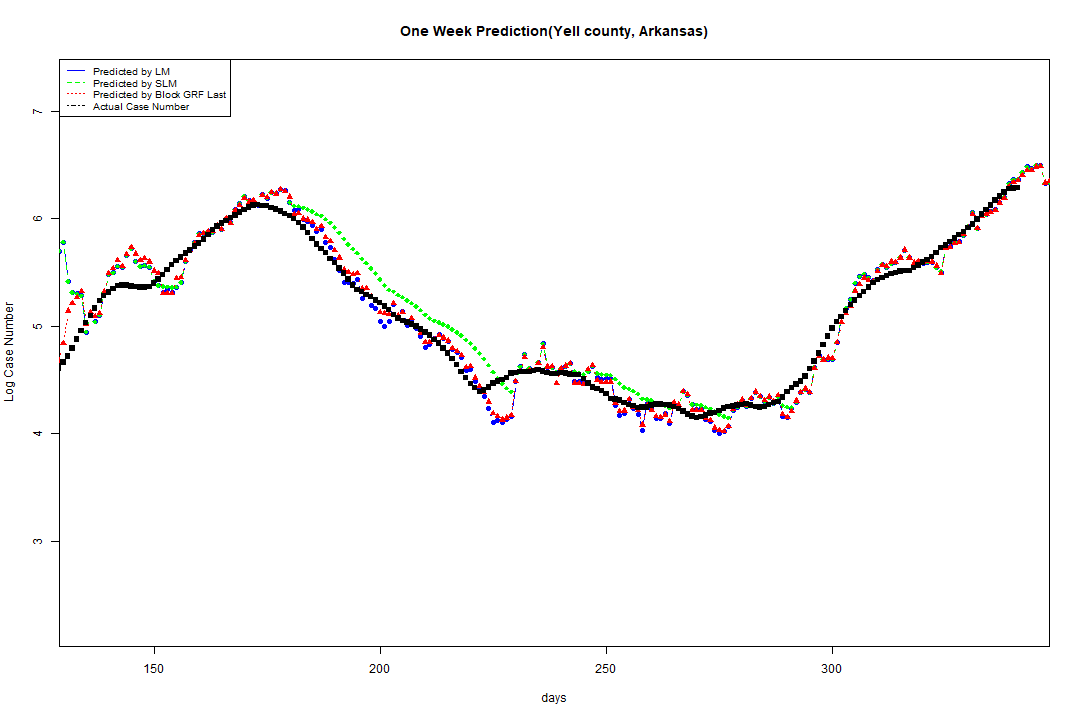 One Week Prediction(Yell county, Arkansas)
Predicted by LM
Predicted by SLM
Predicted by Block GRF Last
Actual Case Number
7
6
5
4
3
Log Case Number
150 200 250 300
days